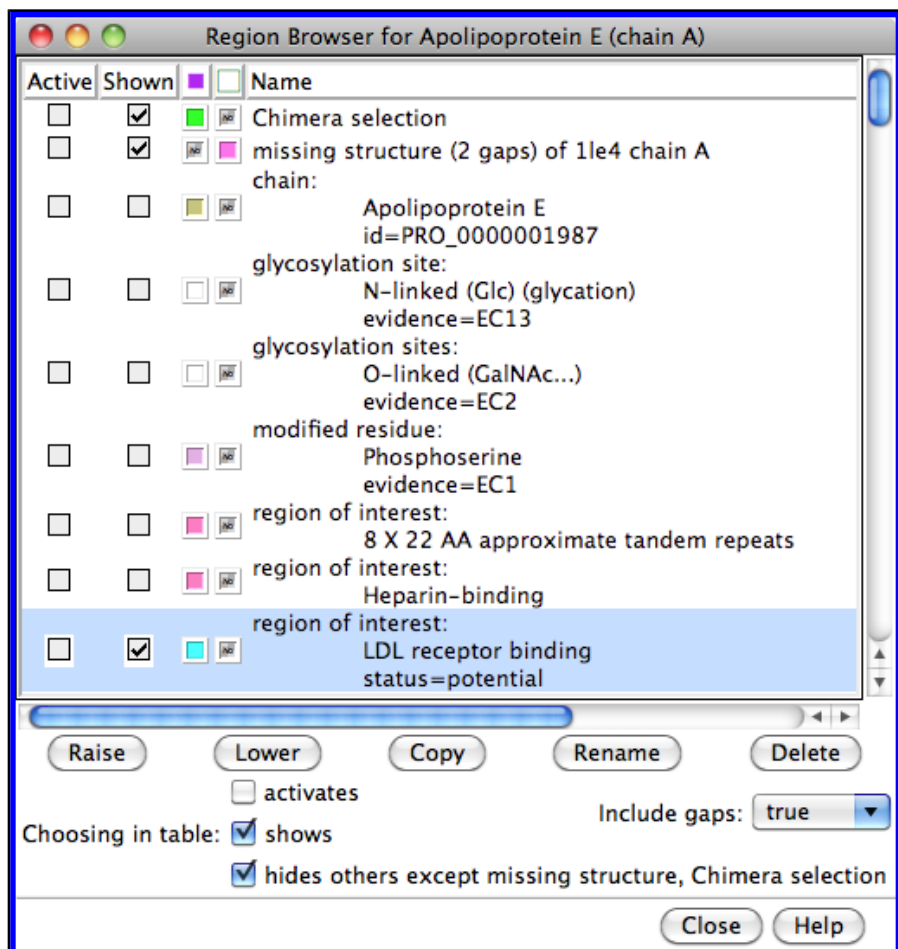 Region Browser for Apolipoprotein E (chain A)
Active Shown Name
Chimera selection
missing structure (2 gaps) of 1le4 chain A
chain:
Apolipoprotein E
id=PRO_0000001987
glycosylation site:
N-linked (Glc) (glycation)
evidence=EC13
glycosylation sites:
O-linked (GalNAc...)
evidence=EC2
modified residue:
Phosphoserine
evidence=EC1
region of interest:
8 X 22 AA approximate tandem repeats
region of interest:
Heparin-binding
region of interest:
LDL receptor binding
status=potential
Raise Lower Copy Rename Delete
activates
Include gaps: true
Choosing in table: shows
hides others except missing structure, Chimera selection
Close Help